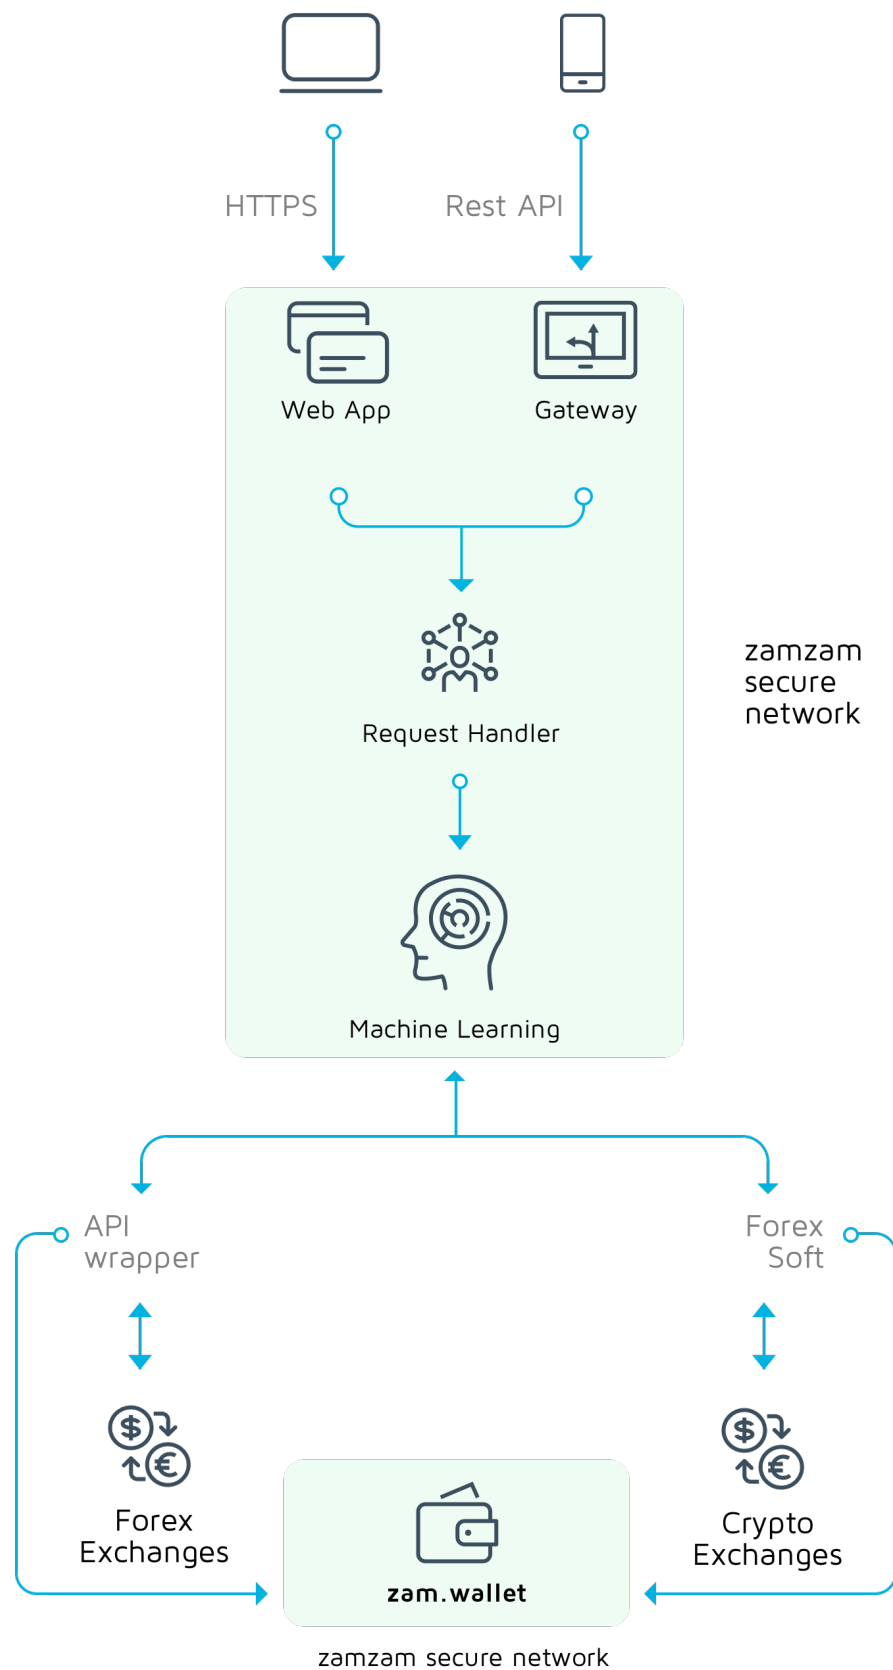 HTTPS
Rest API
Web App
Gateway
Request Handler
zamzam
secure
network
Machine Learning
API
wrapper
Forex
Soft
Forex
Exchanges
Crypto
Exchanges
zam.wallet
zamzam secure network